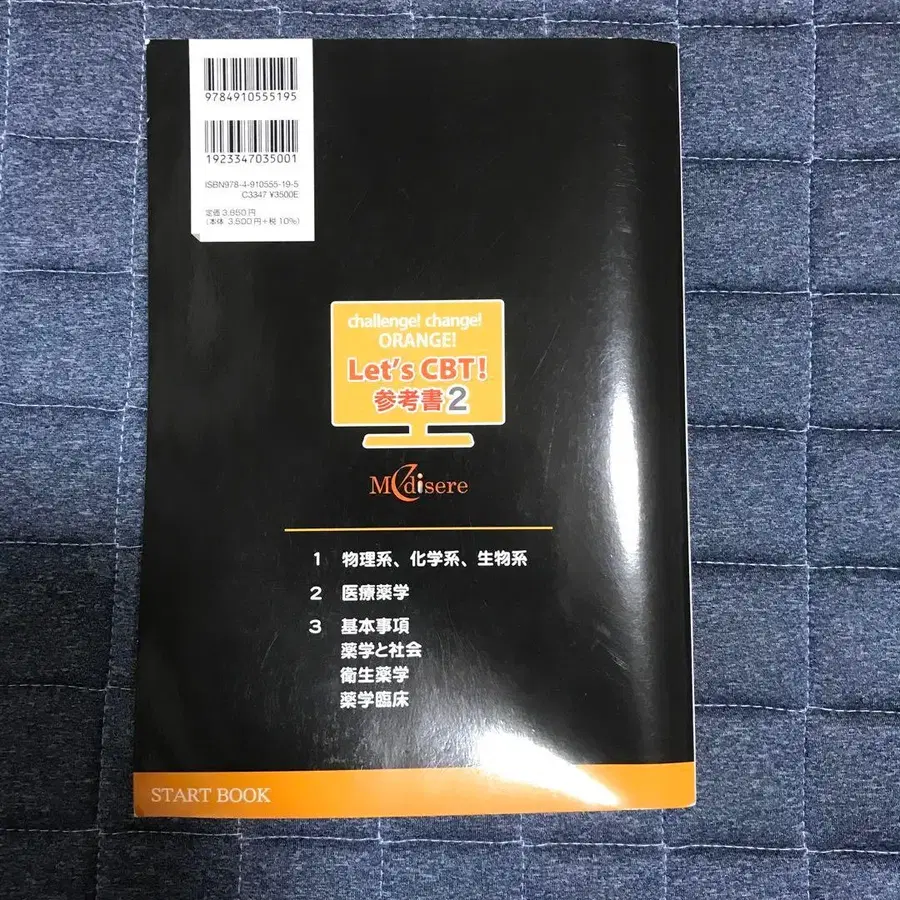 9784910555195
1923347035001
ISBN978-4-910555-19-5
C3347 ¥3500E
定価3,850円
(本体 3,500円+税10%)
challenge! change!
ORANGE!
Let's CBT!
参考書2
Medisere
1 物理系、化学系、生物系
2 医療薬学
3 基本事項
薬学と社会
衛生薬学
薬学臨床
START BOOK